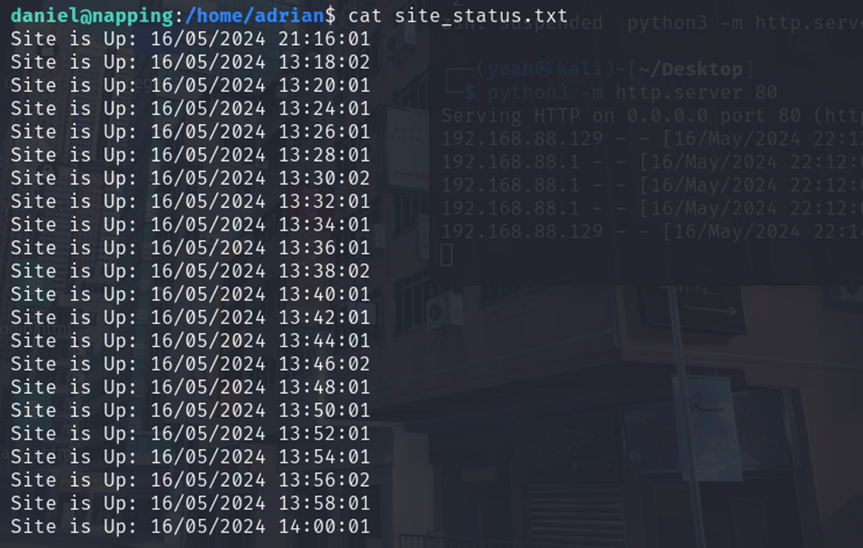 daniel@napping:/home/adrian$ cat site_status.txt
Site is Up: 16/05/2024 21:16:01
Site is Up: 16/05/2024 13:18:02
Site is Up: 16/05/2024 13:20:01
Site is Up: 16/05/2024 13:24:01
Site is Up: 16/05/2024 13:26:01
Site is Up: 16/05/2024 13:28:01
Site is Up: 16/05/2024 13:30:02
Site is Up: 16/05/2024 13:32:01
Site is Up: 16/05/2024 13:34:01
Site is Up: 16/05/2024 13:36:01
Site is Up: 16/05/2024 13:38:02
Site is Up: 16/05/2024 13:40:01
Site is Up: 16/05/2024 13:42:01
Site is Up: 16/05/2024 13:44:01
Site is Up: 16/05/2024 13:46:02
Site is Up: 16/05/2024 13:48:01
Site is Up: 16/05/2024 13:50:01
Site is Up: 16/05/2024 13:52:01
Site is Up: 16/05/2024 13:54:01
Site is Up: 16/05/2024 13:56:02
Site is Up: 16/05/2024 13:58:01
Site is Up: 16/05/2024 14:00:01
suspended python3 -m http.serve
(yeah㉿kali)-[~/Desktop]
$ python3 -m http.server 80
Serving HTTP on 0.0.0.0 port 80 (htt
192.168.88.129 - - [16/May/2024 22:1
192.168.88.1 - - [16/May/2024 22:12:
192.168.88.1 - - [16/May/2024 22:12:
192.168.88.1 - - [16/May/2024 22:12:
192.168.88.129 - - [16/May/2024 22:1